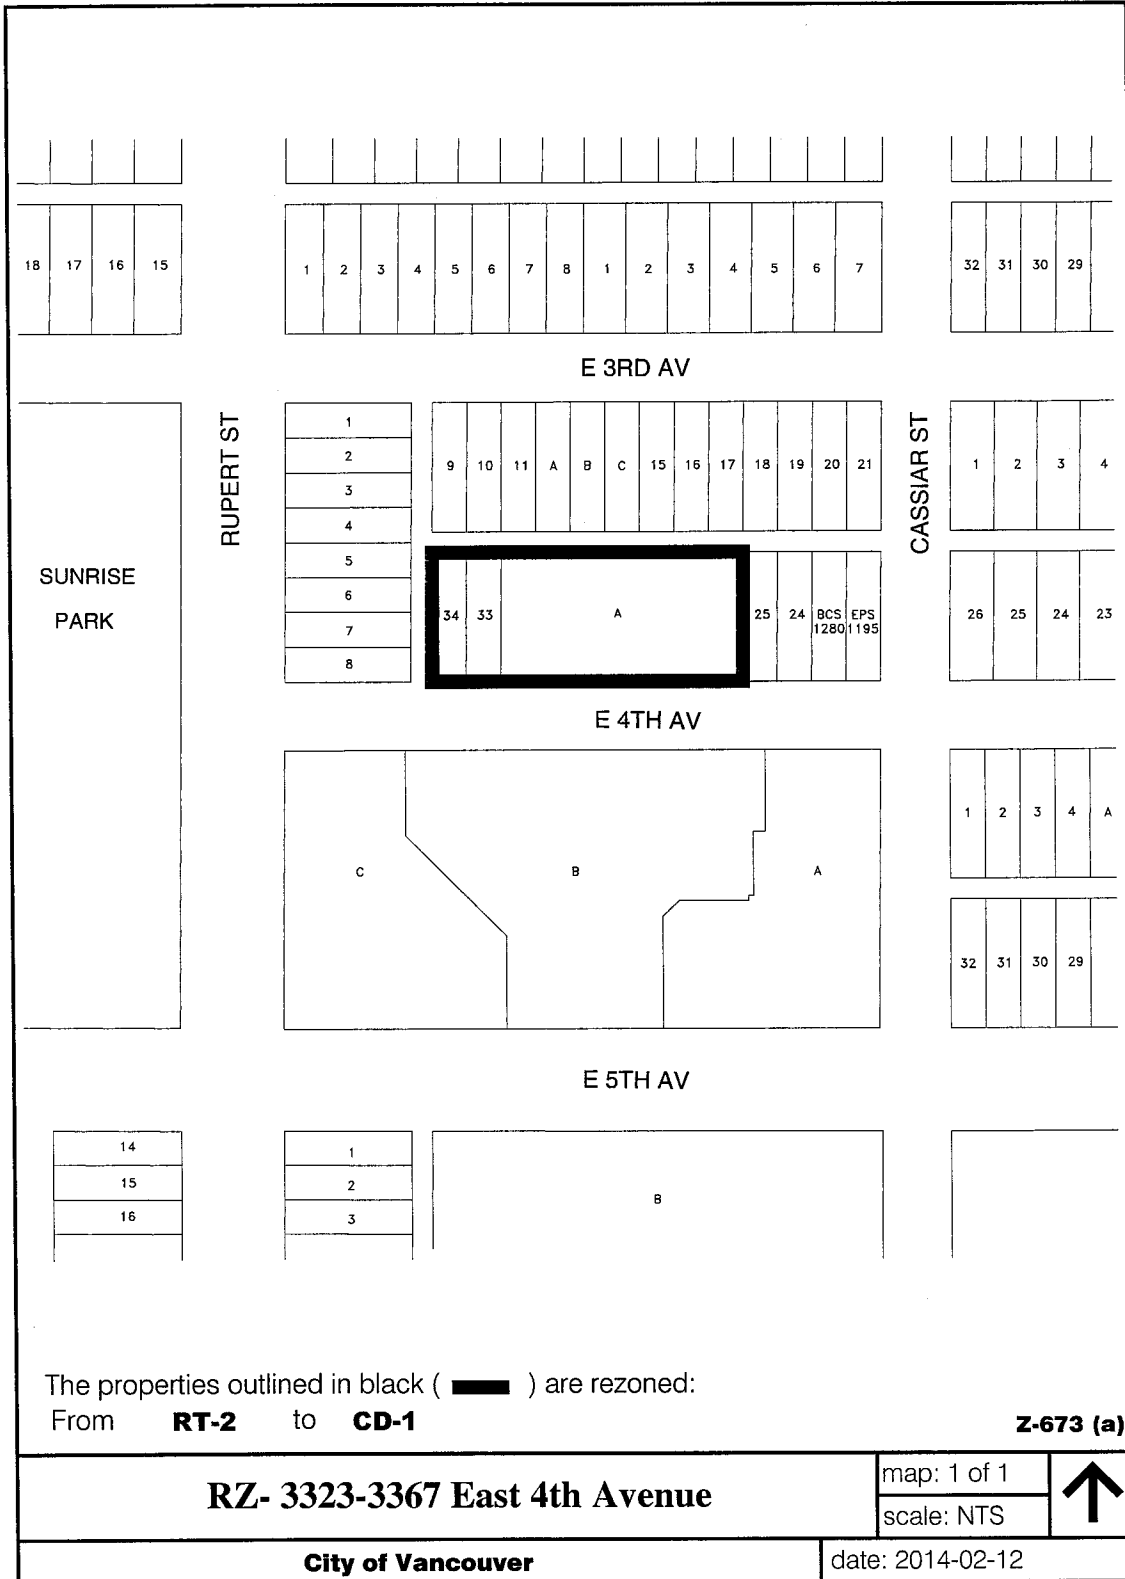 18 17 16 15 1 2 3 4 5 6 7 8 1 2 3 4 5 6 7 32 31 30 29
E 3RD AV
RUPERT ST
CASSIAR ST
1
2
3
4
5
6
7
8
9 10 11 A B C 15 16 17 18 19 20 21
1 2 3 4
SUNRISE
PARK
34 33 A 25 24 BCS 1280 EPS 1195
26 25 24 23
E 4TH AV
C B A
1 2 3 4 A
32 31 30 29
E 5TH AV
14
15
16
1
2
3
B
The properties outlined in black ( ) are rezoned:
From RT-2 to CD-1
Z-673 (a)
RZ- 3323-3367 East 4th Avenue
map: 1 of 1
scale: NTS
City of Vancouver
date: 2014-02-12